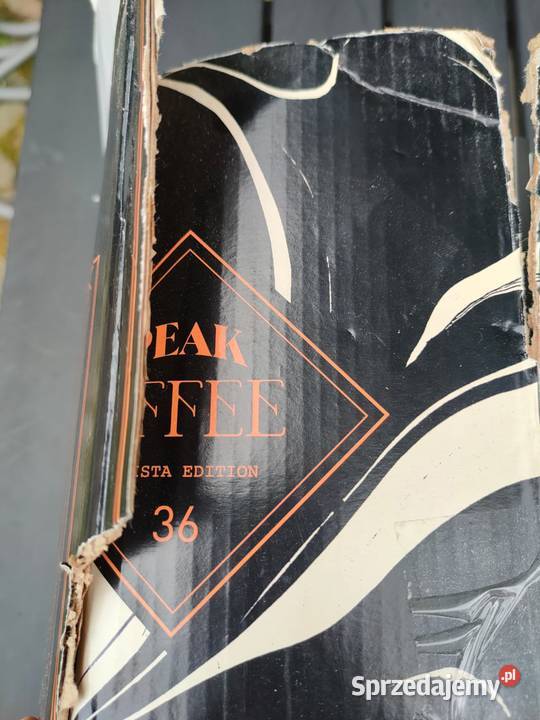 PEAK
FFEE
ISTA EDITION
36
Sprzedajemy.pl